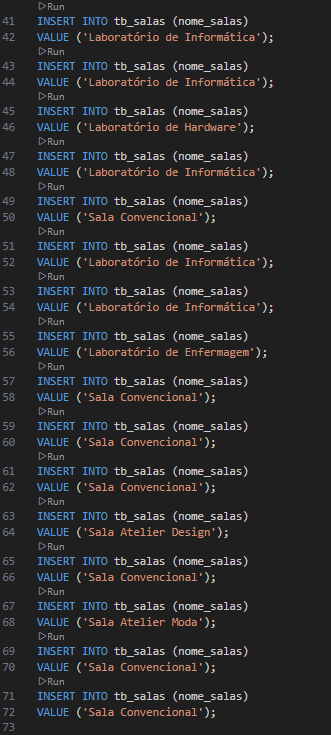 ▷Run
41 INSERT INTO tb_salas (nome_salas)
42 VALUE ('Laboratório de Informática');
▷Run
43 INSERT INTO tb_salas (nome_salas)
44 VALUE ('Laboratório de Informática');
▷Run
45 INSERT INTO tb_salas (nome_salas)
46 VALUE ('Laboratório de Hardware');
▷Run
47 INSERT INTO tb_salas (nome_salas)
48 VALUE ('Laboratório de Informática');
▷Run
49 INSERT INTO tb_salas (nome_salas)
50 VALUE ('Sala Convencional');
▷Run
51 INSERT INTO tb_salas (nome_salas)
52 VALUE ('Laboratório de Informática');
▷Run
53 INSERT INTO tb_salas (nome_salas)
54 VALUE ('Laboratório de Informática');
▷Run
55 INSERT INTO tb_salas (nome_salas)
56 VALUE ('Laboratório de Enfermagem');
▷Run
57 INSERT INTO tb_salas (nome_salas)
58 VALUE ('Sala Convencional');
▷Run
59 INSERT INTO tb_salas (nome_salas)
60 VALUE ('Sala Convencional');
▷Run
61 INSERT INTO tb_salas (nome_salas)
62 VALUE ('Sala Convencional');
▷Run
63 INSERT INTO tb_salas (nome_salas)
64 VALUE ('Sala Atelier Design');
▷Run
65 INSERT INTO tb_salas (nome_salas)
66 VALUE ('Sala Convencional');
▷Run
67 INSERT INTO tb_salas (nome_salas)
68 VALUE ('Sala Atelier Moda');
▷Run
69 INSERT INTO tb_salas (nome_salas)
70 VALUE ('Sala Convencional');
▷Run
71 INSERT INTO tb_salas (nome_salas)
72 VALUE ('Sala Convencional');
73